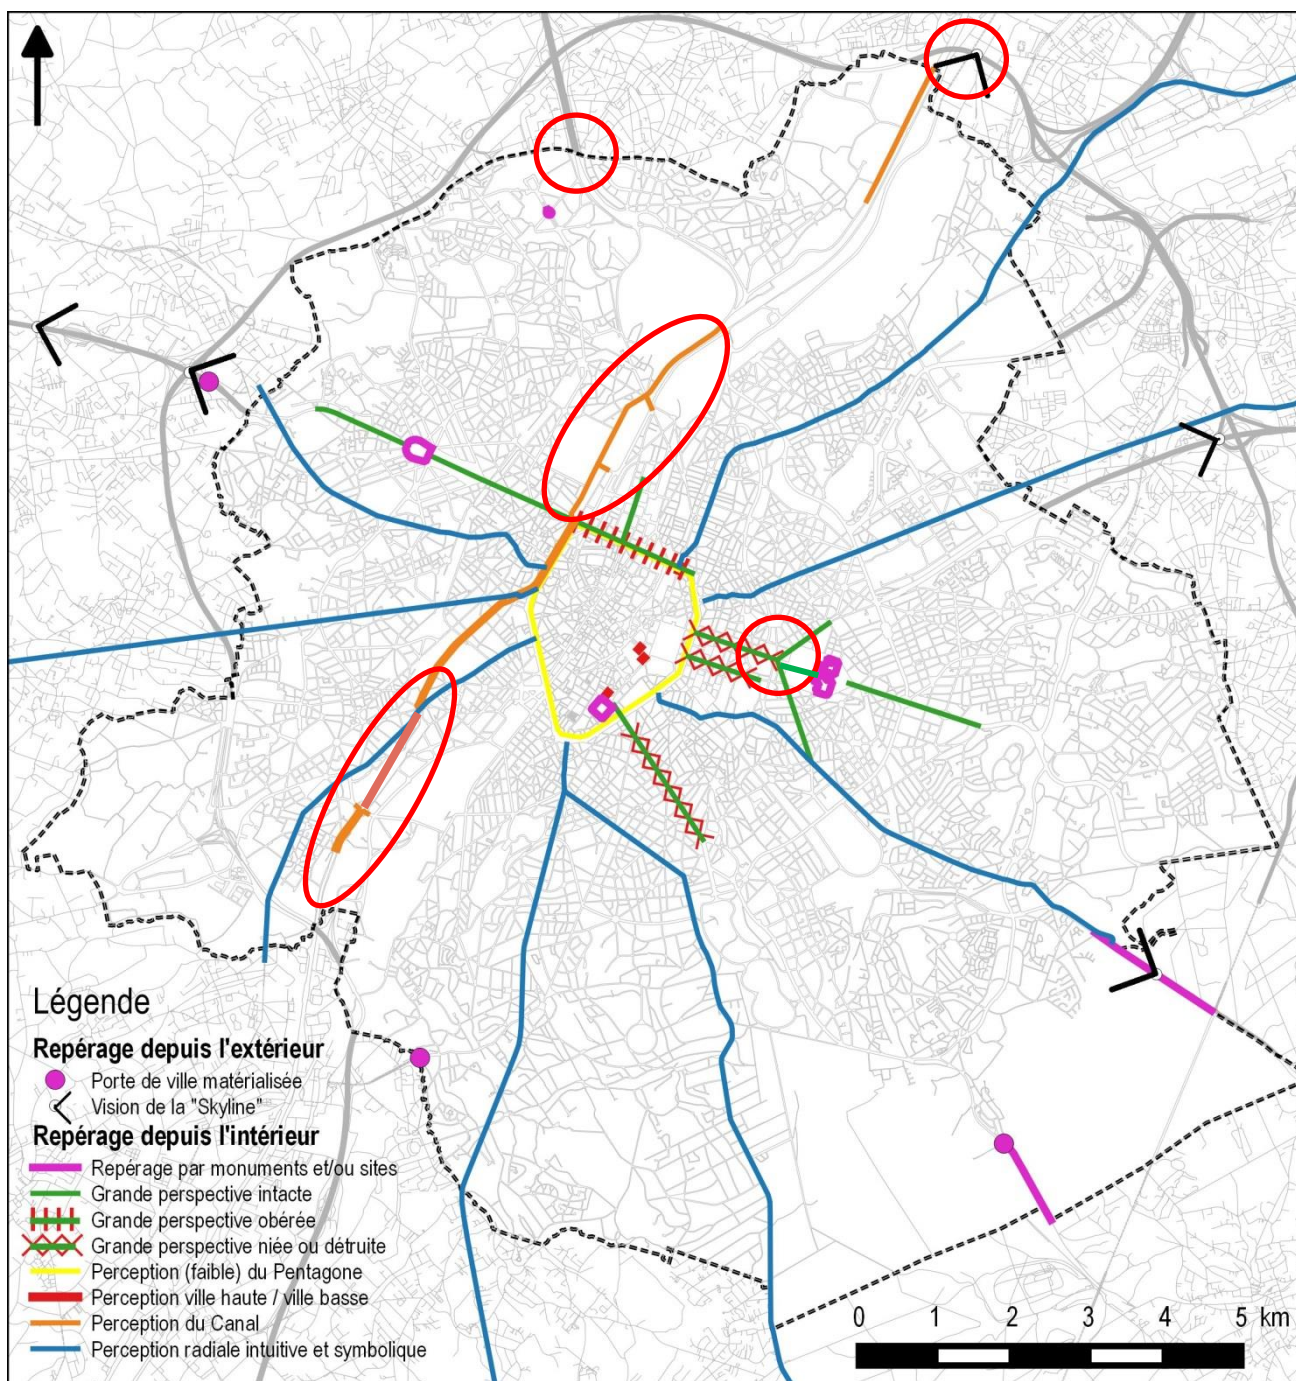 Légende
Repérage depuis l'extérieur
Porte de ville matérialisée
Vision de la "Skyline"
Repérage depuis l'intérieur
Repérage par monuments et/ou sites
Grande perspective intacte
Grande perspective obérée
Grande perspective niée ou détruite
Perception (faible) du Pentagone
Perception ville haute / ville basse
Perception du Canal
Perception radiale intuitive et symbolique
0 1 2 3 4 5 km